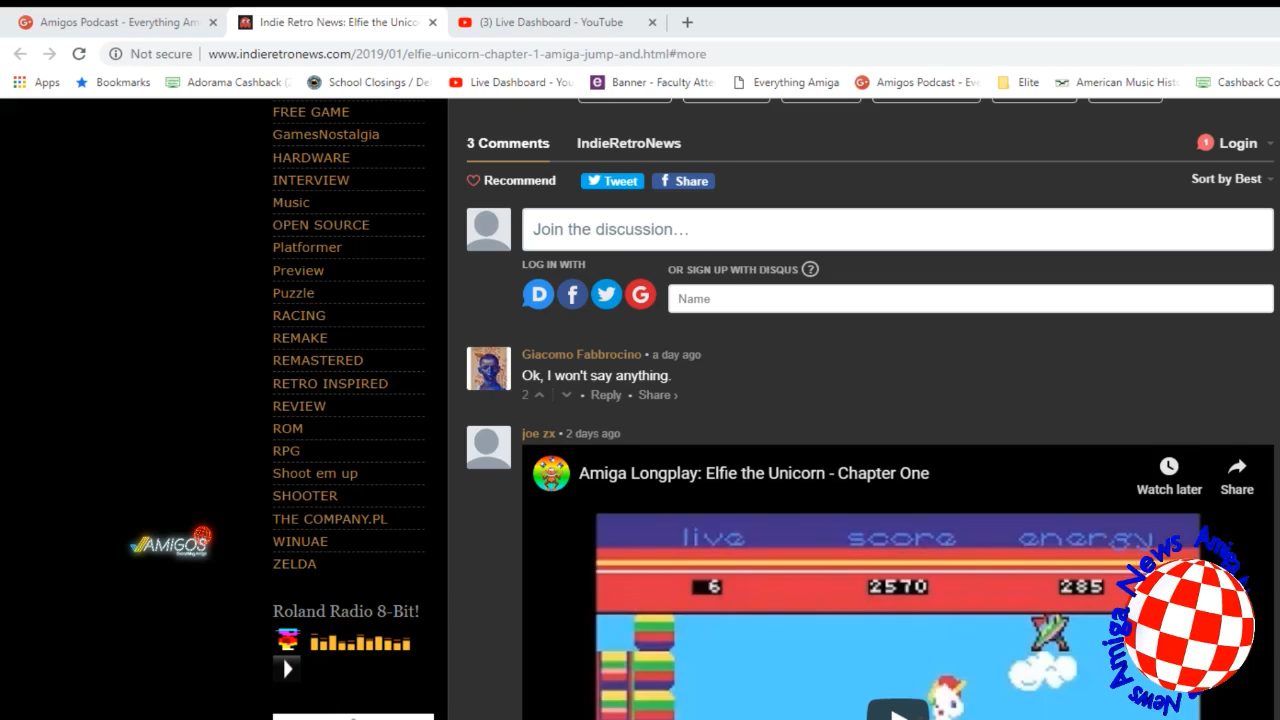 Amigos Podcast - Everything Am
Indie Retro News: Elfie the Unico
(3) Live Dashboard - YouTube
Not secure
www.indieretronews.com/2019/01/elfie-unicorn-chapter-1-amiga-jump-and.html#more
Apps
Bookmarks
Adorama Cashback (
School Closings / De
Live Dashboard - You
Banner - Faculty Atte
Everything Amiga
Amigos Podcast - Eve
Elite
American Music Hist
Cashback Co
FREE GAME
GamesNostalgia
HARDWARE
INTERVIEW
Music
OPEN SOURCE
Platformer
Preview
Puzzle
RACING
REMAKE
REMASTERED
RETRO INSPIRED
REVIEW
ROM
RPG
Shoot em up
SHOOTER
THE COMPANY.PL
WINUAE
ZELDA
Roland Radio 8-Bit!
AMIGOS
3 Comments
IndieRetroNews
1 Login
Recommend
Tweet
Share
Sort by Best
Join the discussion…
LOG IN WITH
OR SIGN UP WITH DISQUS ?
Name
Giacomo Fabbrocino • a day ago
Ok, I won't say anything.
2 • Reply • Share ›
joe zx • 2 days ago
Amiga Longplay: Elfie the Unicorn - Chapter One
Watch later
Share
live score energy
6 2570 285
Amiga News Amiga News